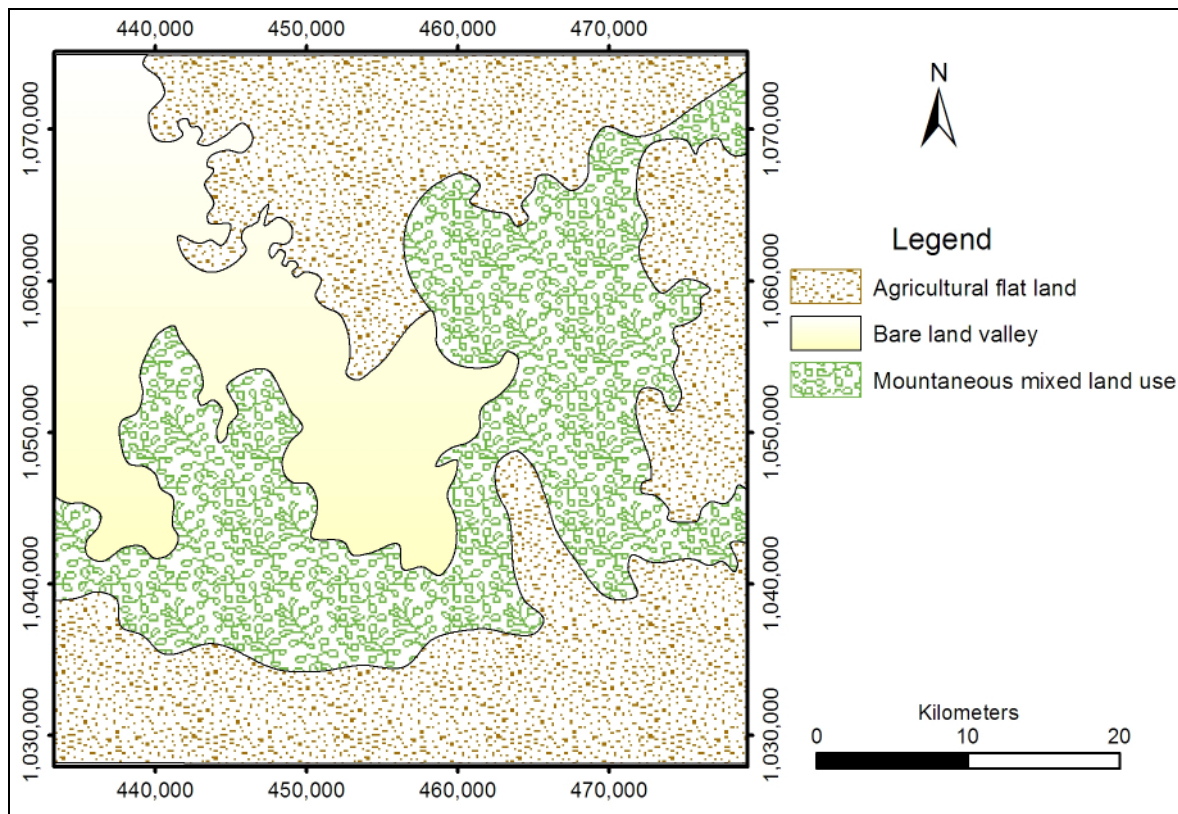 440,000 450,000 460,000 470,000
1,070,000
1,060,000
1,050,000
1,040,000
1,030,000
1,070,000
1,060,000
1,050,000
1,040,000
1,030,000
440,000 450,000 460,000 470,000
N
Legend
Agricultural flat land
Bare land valley
Mountaneous mixed land use
Kilometers
0 10 20